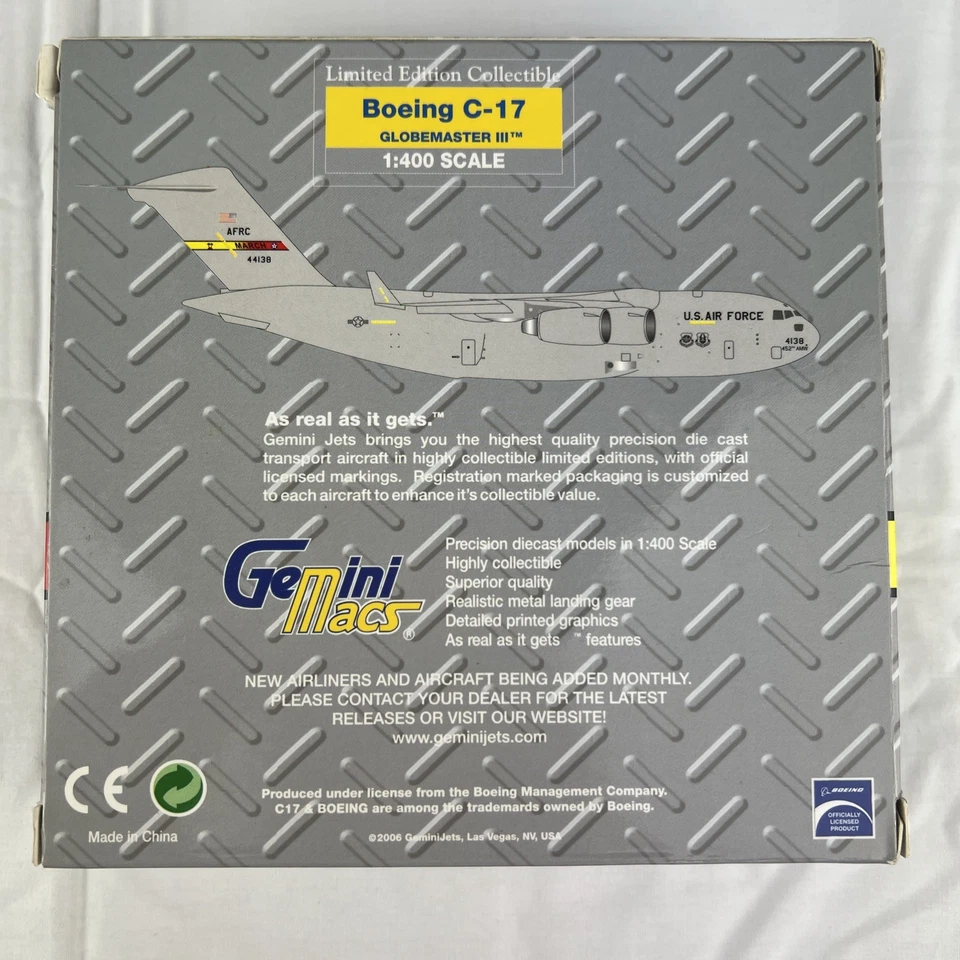 Limited Edition Collectible
Boeing C-17
GLOBEMASTER III™
1:400 SCALE
AFRC
MARCH
44138
U.S. AIR FORCE
4138
452ND AMW
As real as it gets.™
Gemini Jets brings you the highest quality precision die cast
transport aircraft in highly collectible limited editions, with official
licensed markings. Registration marked packaging is customized
to each aircraft to enhance it's collectible value.
Gemini
Macs®
Precision diecast models in 1:400 Scale
Highly collectible
Superior quality
Realistic metal landing gear
Detailed printed graphics
As real as it gets ™ features
NEW AIRLINERS AND AIRCRAFT BEING ADDED MONTHLY.
PLEASE CONTACT YOUR DEALER FOR THE LATEST
RELEASES OR VISIT OUR WEBSITE!
www.geminijets.com
CE
Made in China
Produced under license from the Boeing Management Company.
C17 & BOEING are among the trademards owned by Boeing.
©2006 GeminiJets, Las Vegas, NV, USA
BOEING
OFFICIALLY
LICENSED
PRODUCT